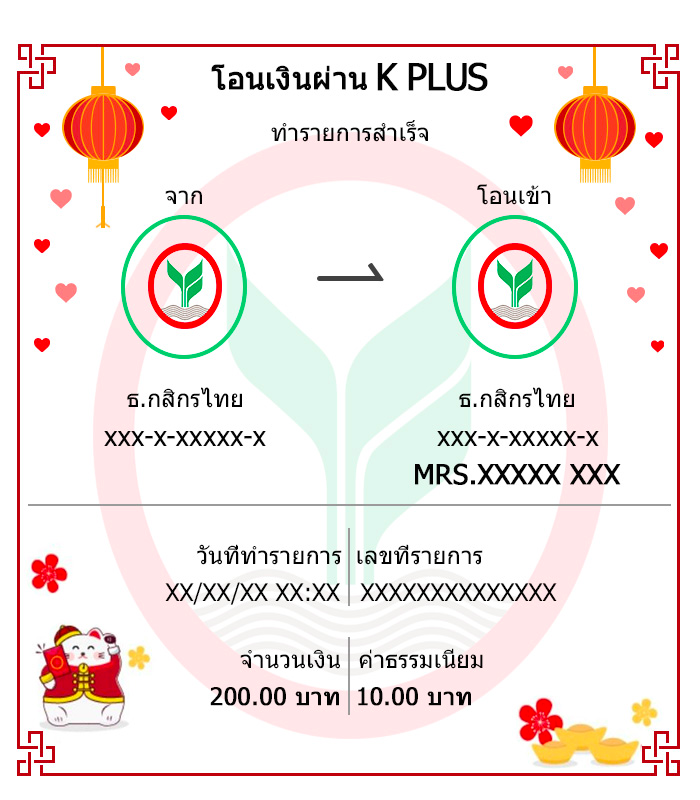 โอนเงินผ่าน K PLUS
ทำรายการสำเร็จ
จาก
โอนเข้า
ธ.กสิกรไทย
ธ.กสิกรไทย
xxx-x-xxxxx-x
xxx-x-xxxxx-x
MRS.XXXXX XXX
วันที่ทำรายการ
เลขที่รายการ
XX/XX/XX XX:XX
XXXXXXXXXXXXXX
จำนวนเงิน
ค่าธรรมเนียม
200.00 บาท
10.00 บาท